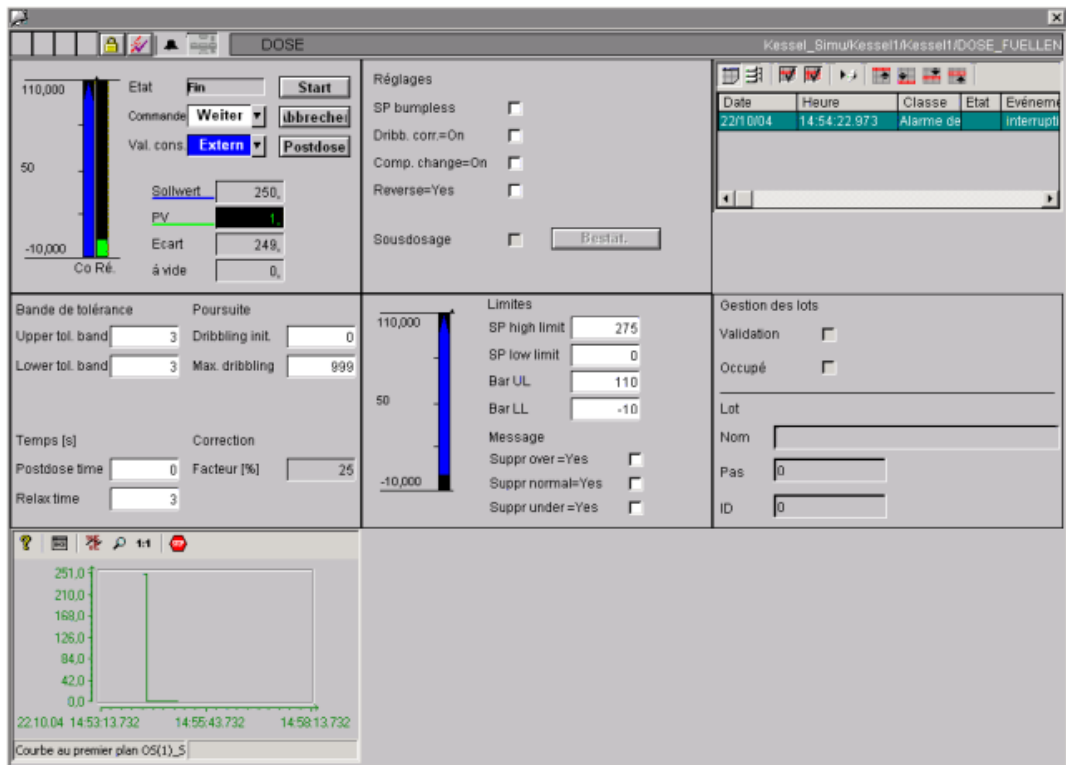 DOSE
Kessel_Simu/Kessel1/Kessel1/DOSE_FUELLEN
110,000
50
-10,000
Co Ré.
Etat Fin Start
Commande Weiter bbrechei
Val. cons. Extern Postdose
Sollwert 250,
PV 1,
Ecart 249,
á vide 0,
Réglages
SP bumpless
Dribb. corr.=On
Comp. change=On
Reverse=Yes
Sousdosage Bestät.
Date Heure Classe Etat Evéneme
22/10/04 14:54:22.973 Alarme de interrupti
Bande de tolérance Poursuite
Upper tol. band 3 Dribbling init. 0
Lower tol. band 3 Max. dribbling 999
Temps [s] Correction
Postdose time 0 Facteur [%] 25
Relax time 3
110,000
50
-10,000
Limites
SP high limit 275
SP low limit 0
Bar UL 110
Bar LL -10
Message
Suppr over =Yes
Suppr normal=Yes
Suppr under =Yes
Gestion des lots
Validation
Occupé
Lot
Nom
Pas 0
ID 0
1:1
251,0
210,0
168,0
126,0
84,0
42,0
0,0
22.10.04 14:53:13.732 14:55:43.732 14:58:13.732
Courbe au premier plan OS(1)_S